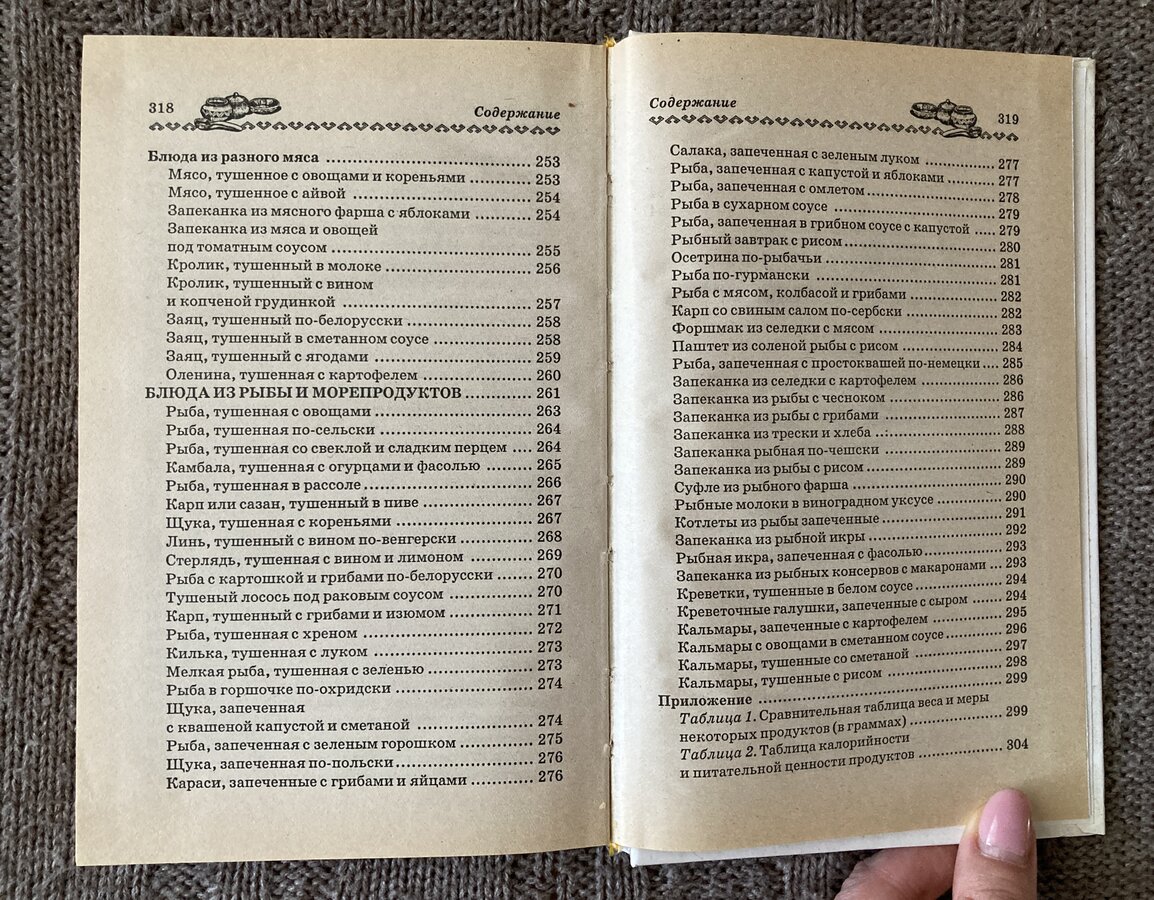 318
Содержание
Блюда из разного мяса ........ 253
Мясо, тушенное с овощами и кореньями ........ 253
Мясо, тушенное с айвой ........ 254
Запеканка из мясного фарша с яблоками ........ 254
Запеканка из мяса и овощей
под томатным соусом ........ 255
Кролик, тушенный в молоке ........ 256
Кролик, тушенный с вином
и копченой грудинкой ........ 257
Заяц, тушенный по-белорусски ........ 258
Заяц, тушенный в сметанном соусе ........ 258
Заяц, тушенный с ягодами ........ 259
Оленина, тушенная с картофелем ........ 260
БЛЮДА ИЗ РЫБЫ И МОРЕПРОДУКТОВ ........ 261
Рыба, тушенная с овощами ........ 263
Рыба, тушенная по-сельски ........ 264
Рыба, тушенная со свеклой и сладким перцем .... 264
Камбала, тушенная с огурцами и фасолью ........ 265
Рыба, тушенная в рассоле ........ 266
Карп или сазан, тушенный в пиве ........ 267
Щука, тушенная с кореньями ........ 267
Линь, тушенный с вином по-венгерски ........ 268
Стерлядь, тушенная с вином и лимоном ........ 269
Рыба с картошкой и грибами по-белорусски ....... 270
Тушеный лосось под раковым соусом ........ 270
Карп, тушенный с грибами и изюмом ........ 271
Рыба, тушенная с хреном ........ 272
Килька, тушенная с луком ........ 273
Мелкая рыба, тушенная с зеленью ........ 273
Рыба в горшочке по-охридски ........ 274
Щука, запеченная
с квашеной капустой и сметаной ........ 274
Рыба, запеченная с зеленым горошком ........ 275
Щука, запеченная по-польски ........ 276
Караси, запеченные с грибами и яйцами ........ 276
Содержание
319
Салака, запеченная с зеленым луком ........ 277
Рыба, запеченная с капустой и яблоками ........ 277
Рыба, запеченная с омлетом ........ 278
Рыба в сухарном соусе ........ 279
Рыба, запеченная в грибном соусе с капустой ..... 279
Рыбный завтрак с рисом ........ 280
Осетрина по-рыбачьи ........ 281
Рыба по-гурмански ........ 281
Рыба с мясом, колбасой и грибами ........ 282
Карп со свиным салом по-сербски ........ 282
Форшмак из селедки с мясом ........ 283
Паштет из соленой рыбы с рисом ........ 284
Рыба, запеченная с простоквашей по-немецки .... 285
Запеканка из селедки с картофелем ........ 286
Запеканка из рыбы с чесноком ........ 286
Запеканка из рыбы с грибами ........ 287
Запеканка из трески и хлеба ........ 288
Запеканка рыбная по-чешски ........ 289
Запеканка из рыбы с рисом ........ 289
Суфле из рыбного фарша ........ 290
Рыбные молоки в виноградном уксусе ........ 290
Котлеты из рыбы запеченные ........ 291
Запеканка из рыбной икры ........ 292
Рыбная икра, запеченная с фасолью ........ 293
Запеканка из рыбных консервов с макаронами ... 293
Креветки, тушенные в белом соусе ........ 294
Креветочные галушки, запеченные с сыром ...... 294
Кальмары, запеченные с картофелем ........ 295
Кальмары с овощами в сметанном соусе ........ 296
Кальмары, тушенные со сметаной ........ 297
Кальмары, тушенные с рисом ........ 298
Приложение ........ 299
Таблица 1. Сравнительная таблица веса и меры
некоторых продуктов (в граммах) ........ 299
Таблица 2. Таблица калорийности
и питательной ценности продуктов ........ 304